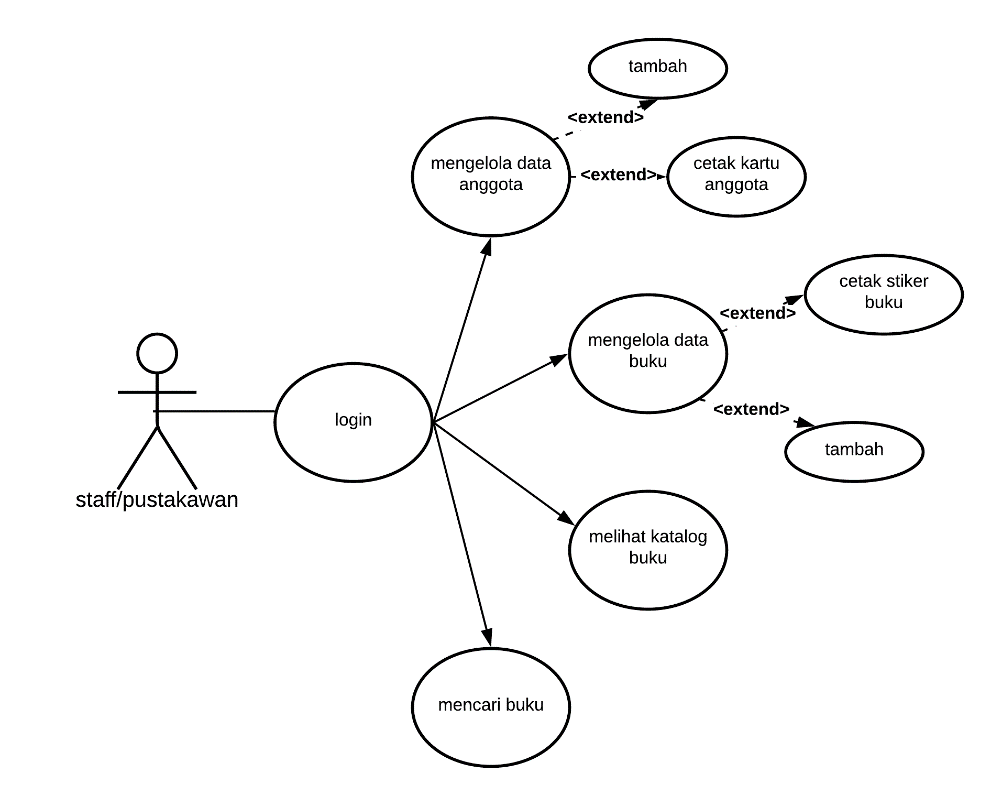 tambah
<extend>
mengelola data
anggota
<extend>
cetak kartu
anggota
cetak stiker
buku
<extend>
mengelola data
buku
<extend>
tambah
login
staff/pustakawan
melihat katalog
buku
mencari buku